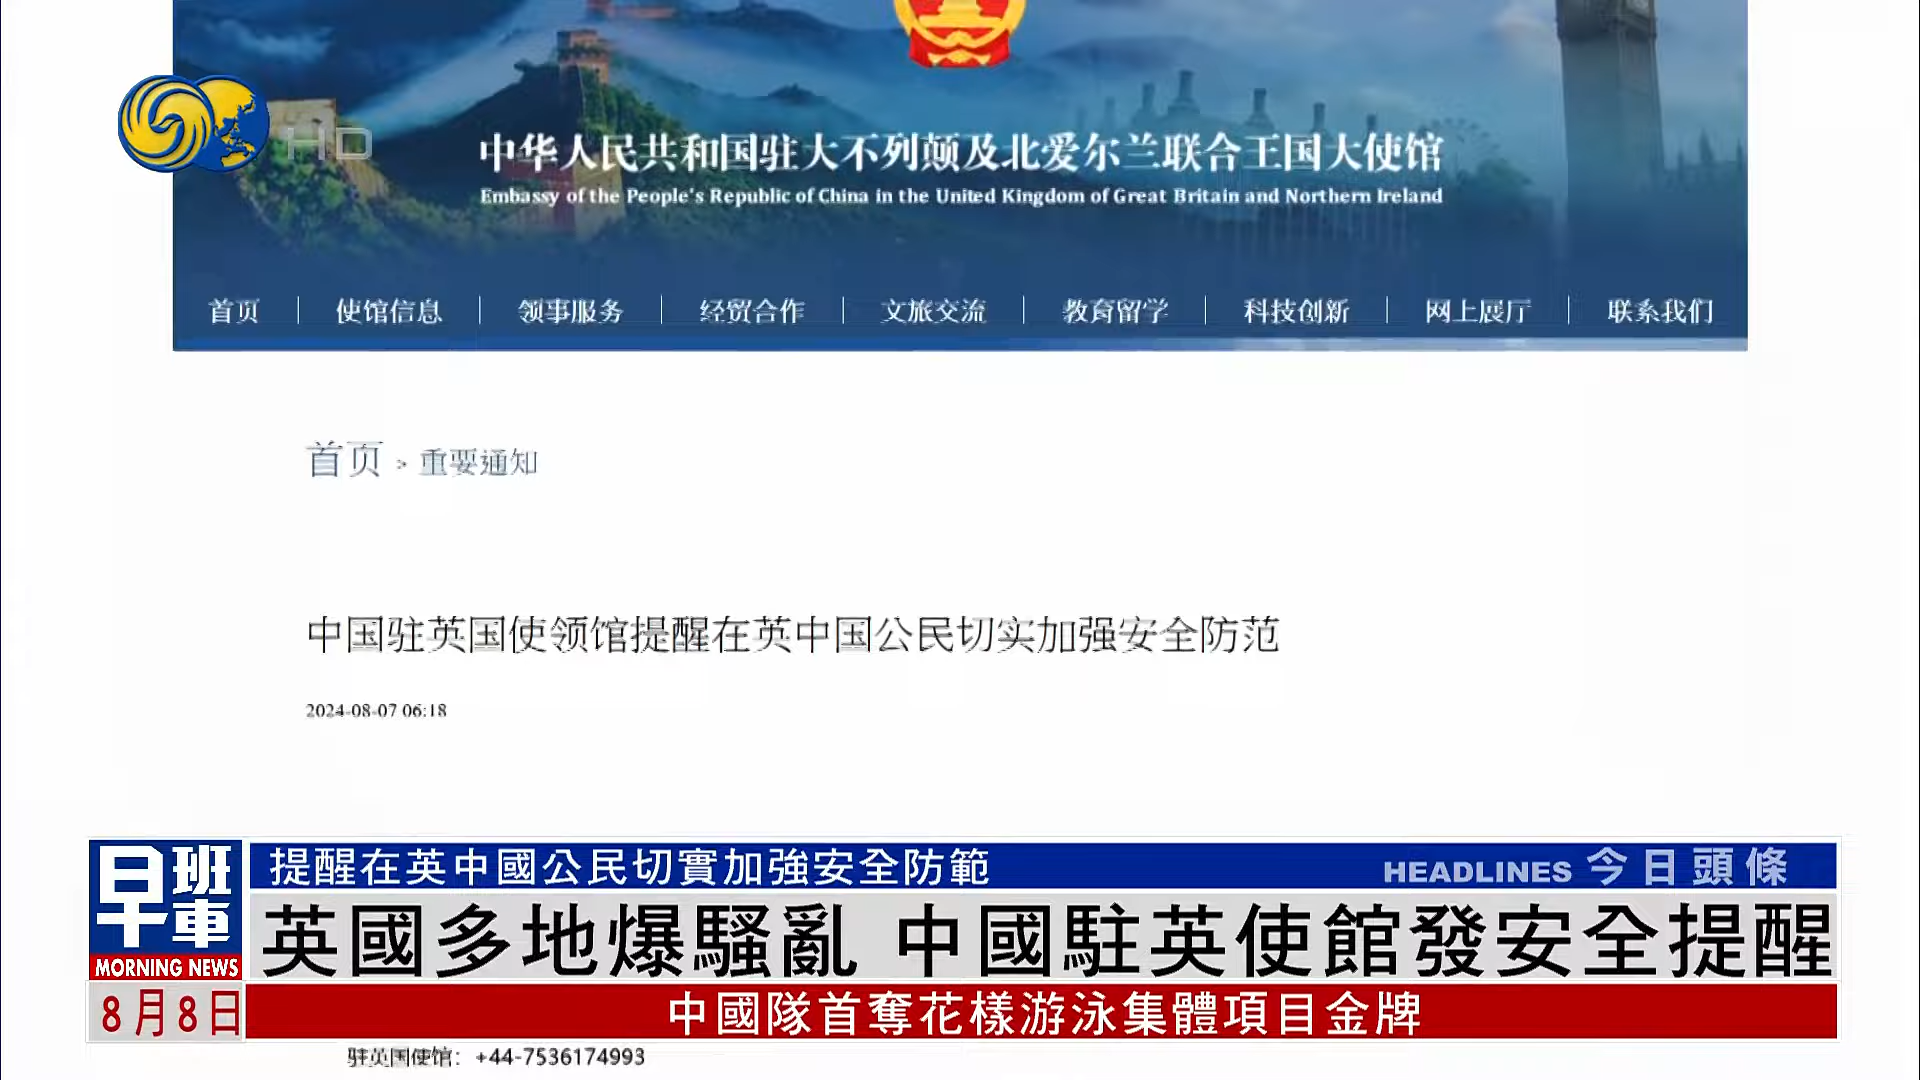 HD
中华人民共和国驻大不列颠及北爱尔兰联合王国大使馆
Embassy of the People's Republic of China in the United Kingdom of Great Britain and Northern Ireland
首页 使馆信息 领事服务 经贸合作 文旅交流 教育留学 科技创新 网上展厅 联系我们
首页 > 重要通知
中国驻英国使领馆提醒在英中国公民切实加强安全防范
2024-08-07 06:18
早班車
MORNING NEWS
8月8日
提醒在英中國公民切實加強安全防範
HEADLINES 今日頭條
英國多地爆騷亂 中國駐英使館發安全提醒
中國隊首奪花樣游泳集體項目金牌
驻英国使馆：+44-7536174993